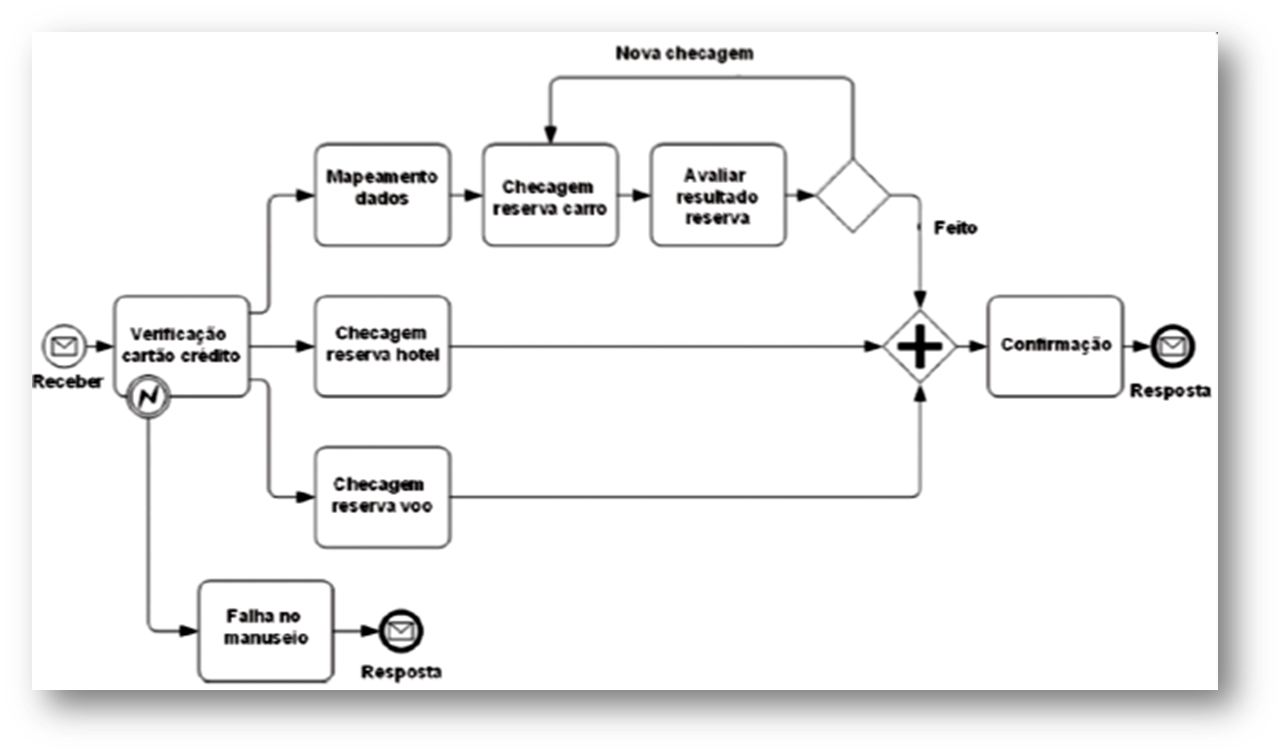 Nova checagem
Mapeamento
dados
Checagem
reserva carro
Avaliar
resultado
reserva
Feito
Receber
Verificação
cartão crédito
Checagem
reserva hotel
Confirmação
Resposta
Checagem
reserva voo
Falha no
manuseio
Resposta